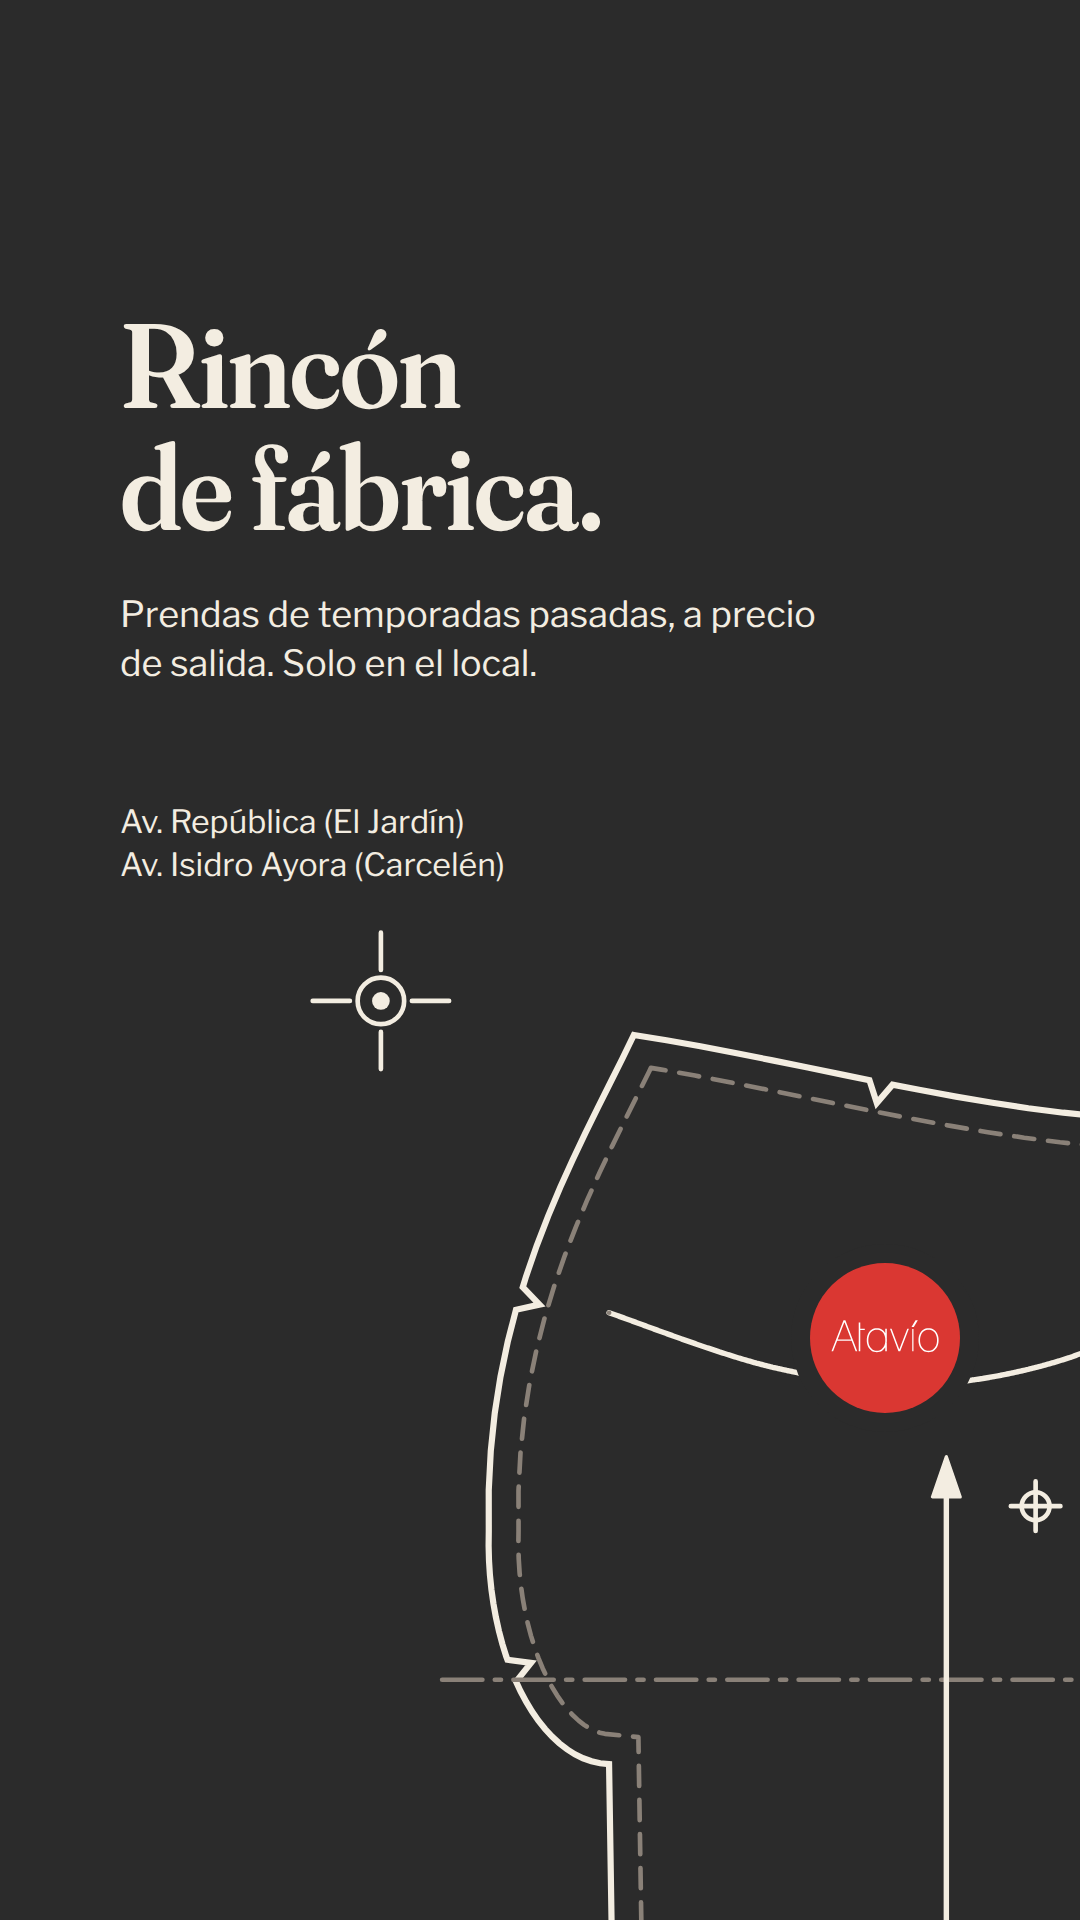 Rincón
de fábrica.
Prendas de temporadas pasadas, a precio
de salida. Solo en el local.
Av. República (El Jardín)
Av. Isidro Ayora (Carcelén)
Atavío